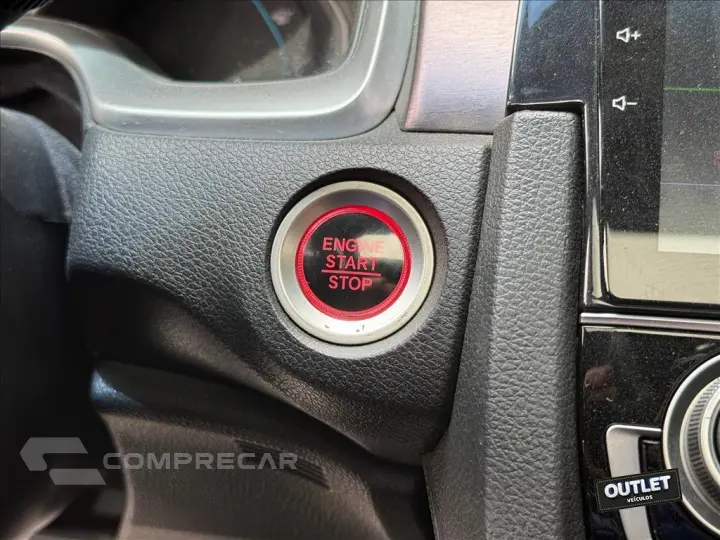 ENGINE
START
STOP
COMPRECAR
OUTLET
VEÍCULOS